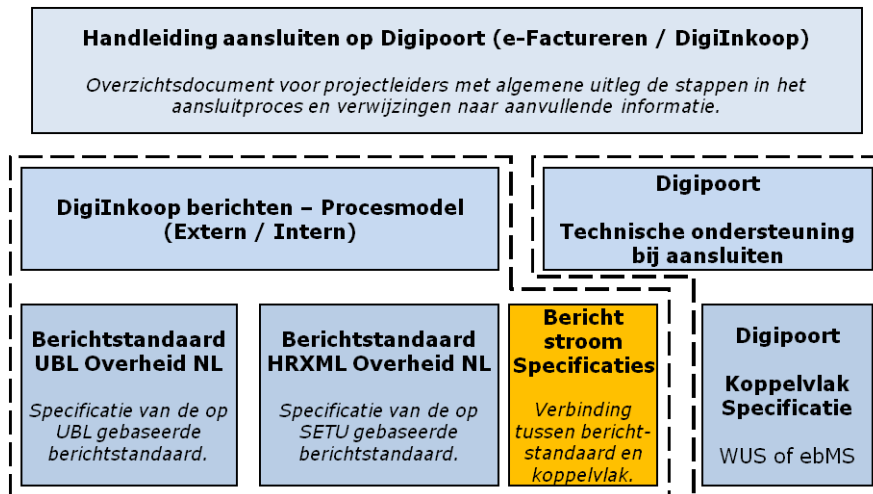 Handleiding aansluiten op Digipoort (e-Factureren / DigiInkoop)
Overzichtsdocument voor projectleiders met algemene uitleg de stappen in het
aansluitproces en verwijzingen naar aanvullende informatie.
DigiInkoop berichten – Procesmodel
(Extern / Intern)
Digipoort
Technische ondersteuning
bij aansluiten
Berichtstandaard
UBL Overheid NL
Specificatie van de op
UBL gebaseerde
berichtstandaard.
Berichtstandaard
HRXML Overheid NL
Specificatie van de op
SETU gebaseerde
berichtstandaard.
Bericht
stroom
Specificaties
Verbinding
tussen bericht-
standaard en
koppelvlak.
Digipoort
Koppelvlak
Specificatie
WUS of ebMS